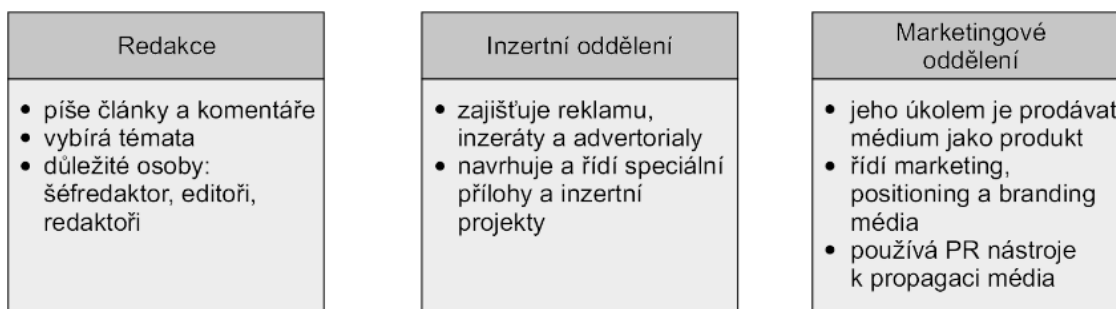 Redakce
• píše články a komentáře
• vybírá témata
• důležité osoby:
šéfredaktor, editoři,
redaktoři
Inzertní oddělení
• zajišťuje reklamu,
inzeráty a advertorialy
• navrhuje a řídí speciální
přílohy a inzertní
projekty
Marketingové
oddělení
• jeho úkolem je prodávat
médium jako produkt
• řídí marketing,
positioning a branding
média
• používá PR nástroje
k propagaci média